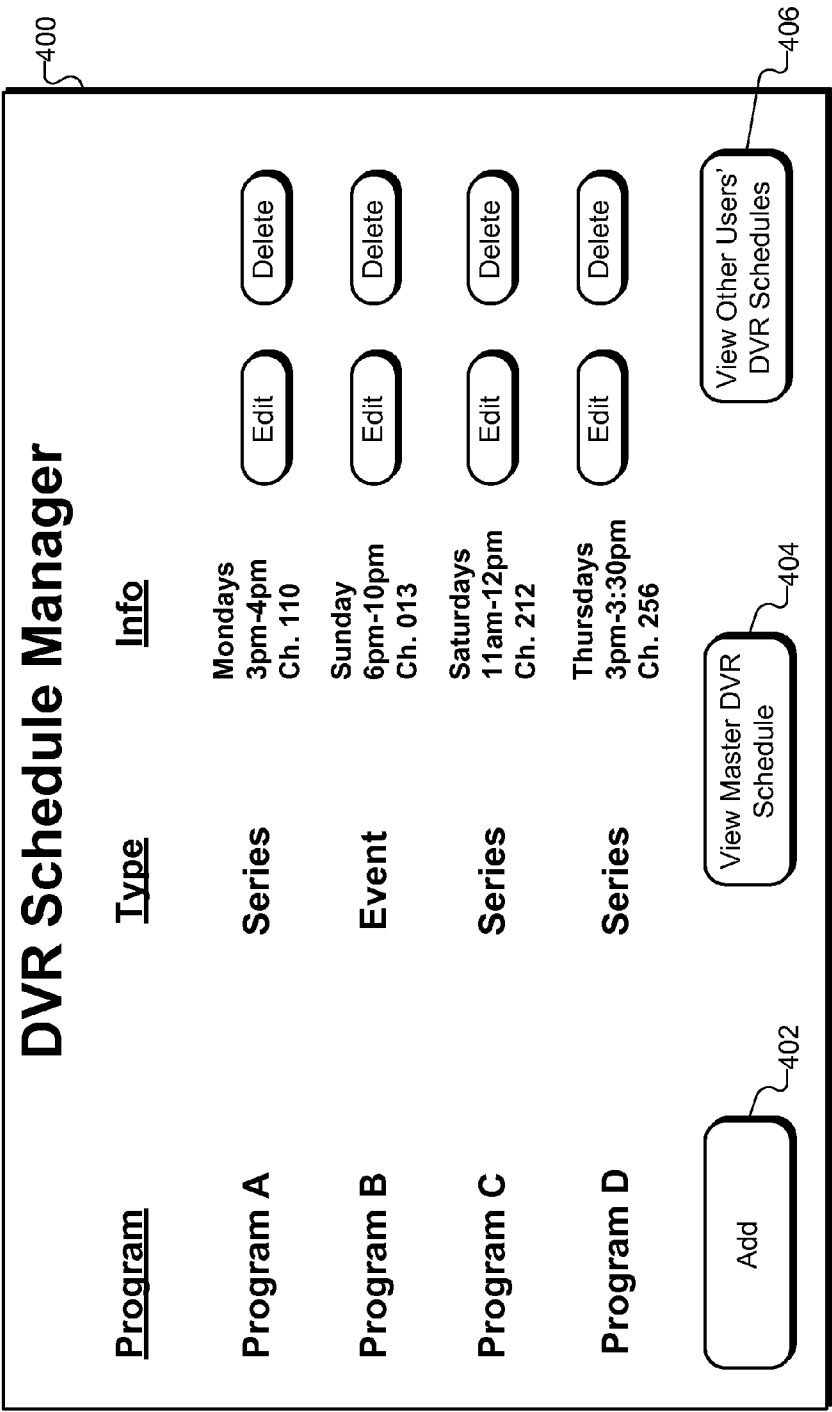 400
DVR Schedule Manager
Program Type Info
Program A Series Mondays
3pm-4pm
Ch. 110 Edit Delete
Program B Event Sunday
6pm-10pm
Ch. 013 Edit Delete
Program C Series Saturdays
11am-12pm
Ch. 212 Edit Delete
Program D Series Thursdays
3pm-3:30pm
Ch. 256 Edit Delete
Add
View Master DVR
Schedule
View Other Users'
DVR Schedules
402
404
406